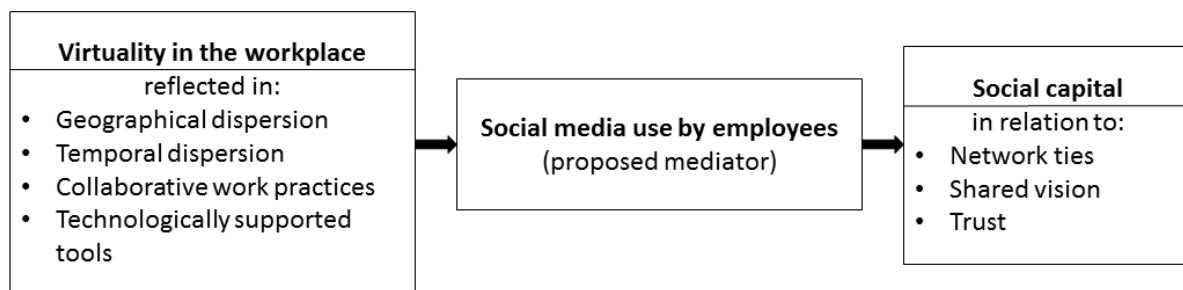 Virtuality in the workplace
reflected in:
• Geographical dispersion
• Temporal dispersion
• Collaborative work practices
• Technologically supported
tools
Social media use by employees
(proposed mediator)
Social capital
in relation to:
• Network ties
• Shared vision
• Trust